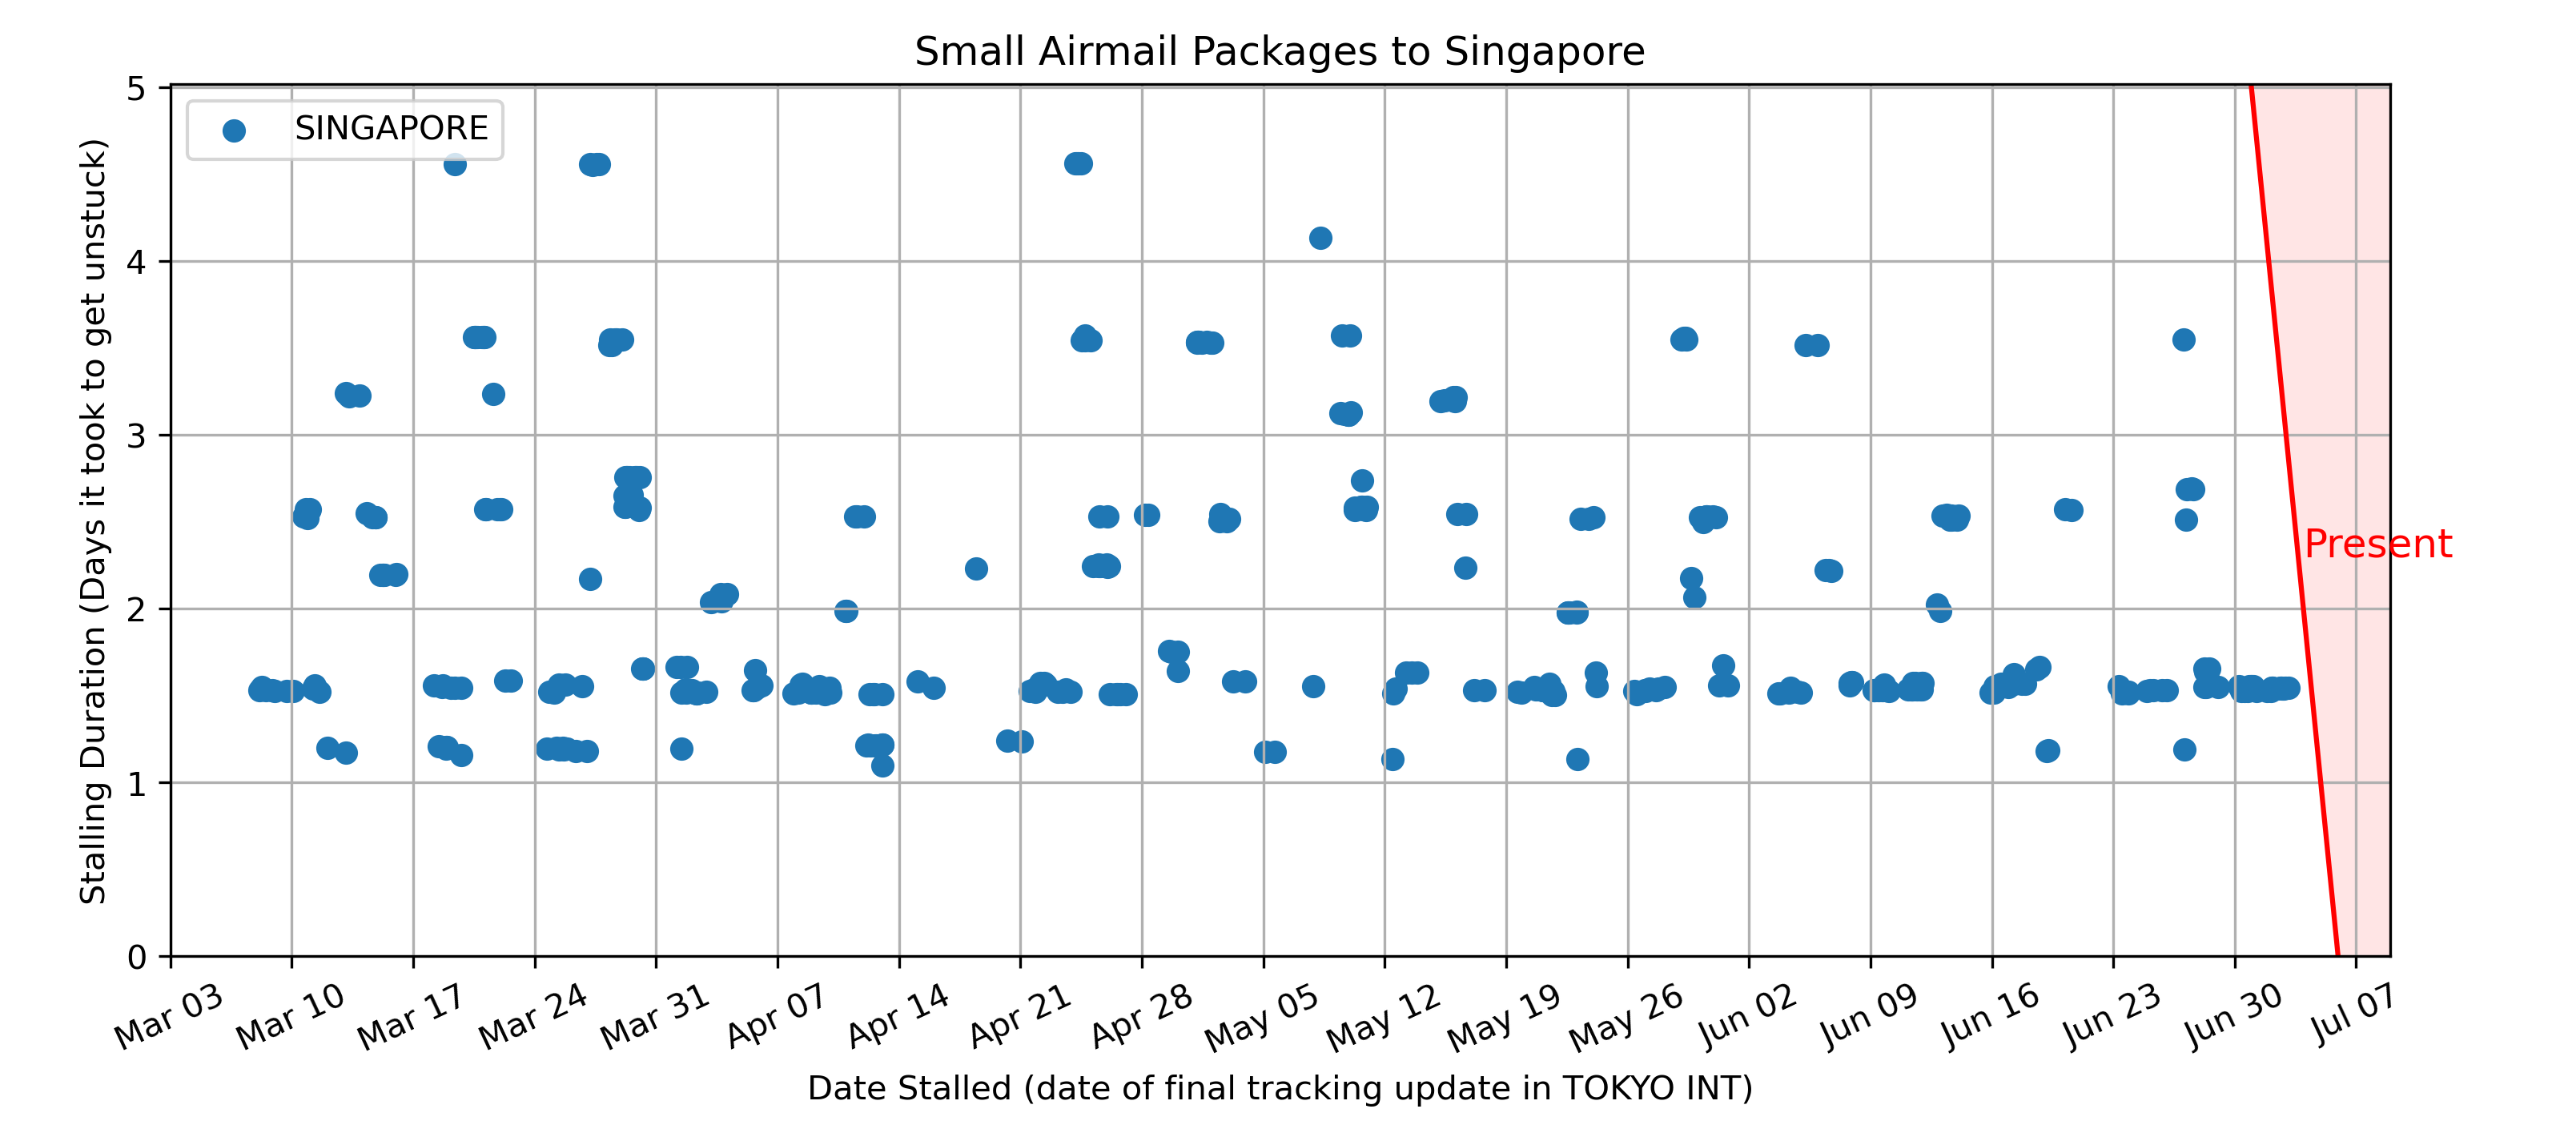 Small Airmail Packages to Singapore
SINGAPORE
Stalling Duration (Days it took to get unstuck)
5
4
3
2
1
0
Present
Mar 03
Mar 10
Mar 17
Mar 24
Mar 31
Apr 07
Apr 14
Apr 21
Apr 28
May 05
May 12
May 19
May 26
Jun 02
Jun 09
Jun 16
Jun 23
Jun 30
Jul 07
Date Stalled (date of final tracking update in TOKYO INT)